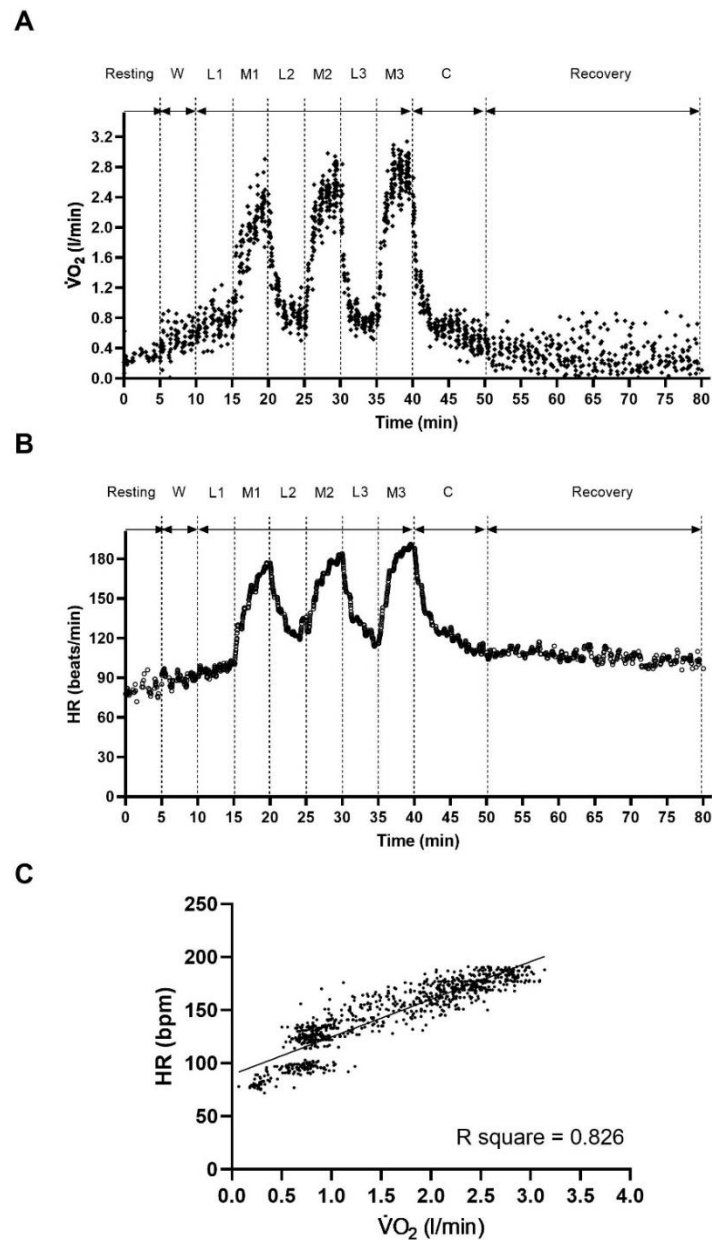 A
Resting W L1 M1 L2 M2 L3 M3 C Recovery
3.2
2.8
2.4
2.0
1.6
1.2
0.8
0.4
0.0
V̇O₂ (l/min)
0 5 10 15 20 25 30 35 40 45 50 55 60 65 70 75 80
Time (min)
B
Resting W L1 M1 L2 M2 L3 M3 C Recovery
180
150
120
90
60
30
0
HR (beats/min)
0 5 10 15 20 25 30 35 40 45 50 55 60 65 70 75 80
Time (min)
C
250
200
150
100
50
0
HR (bpm)
R square = 0.826
0.0 0.5 1.0 1.5 2.0 2.5 3.0 3.5 4.0
V̇O₂ (l/min)